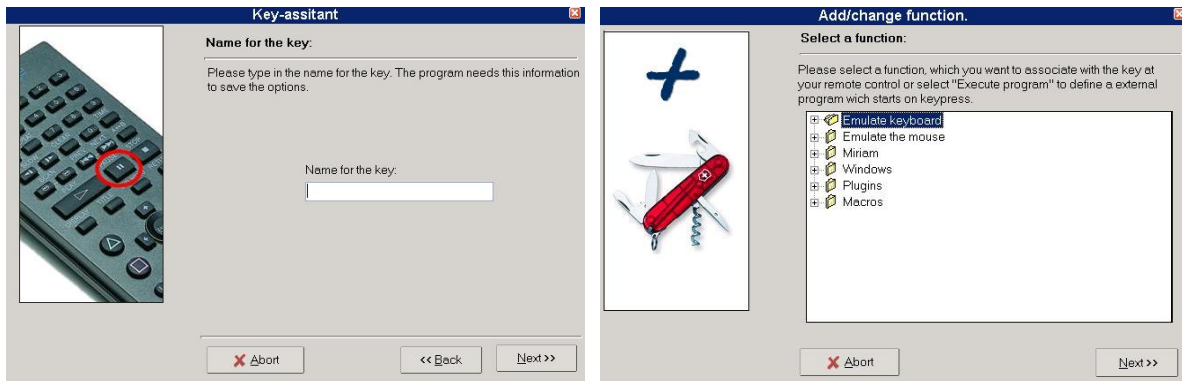 Key-assitant
Name for the key:
Please type in the name for the key. The program needs this information
to save the options.
Name for the key:
Abort
<< Back
Next >>
Add/change function.
Select a function:
Please select a function, which you want to associate with the key at
your remote control or select "Execute program" to define a external
program wich starts on keypress.
Emulate keyboard
Emulate the mouse
Miriam
Windows
Plugins
Macros
Abort
Next >>